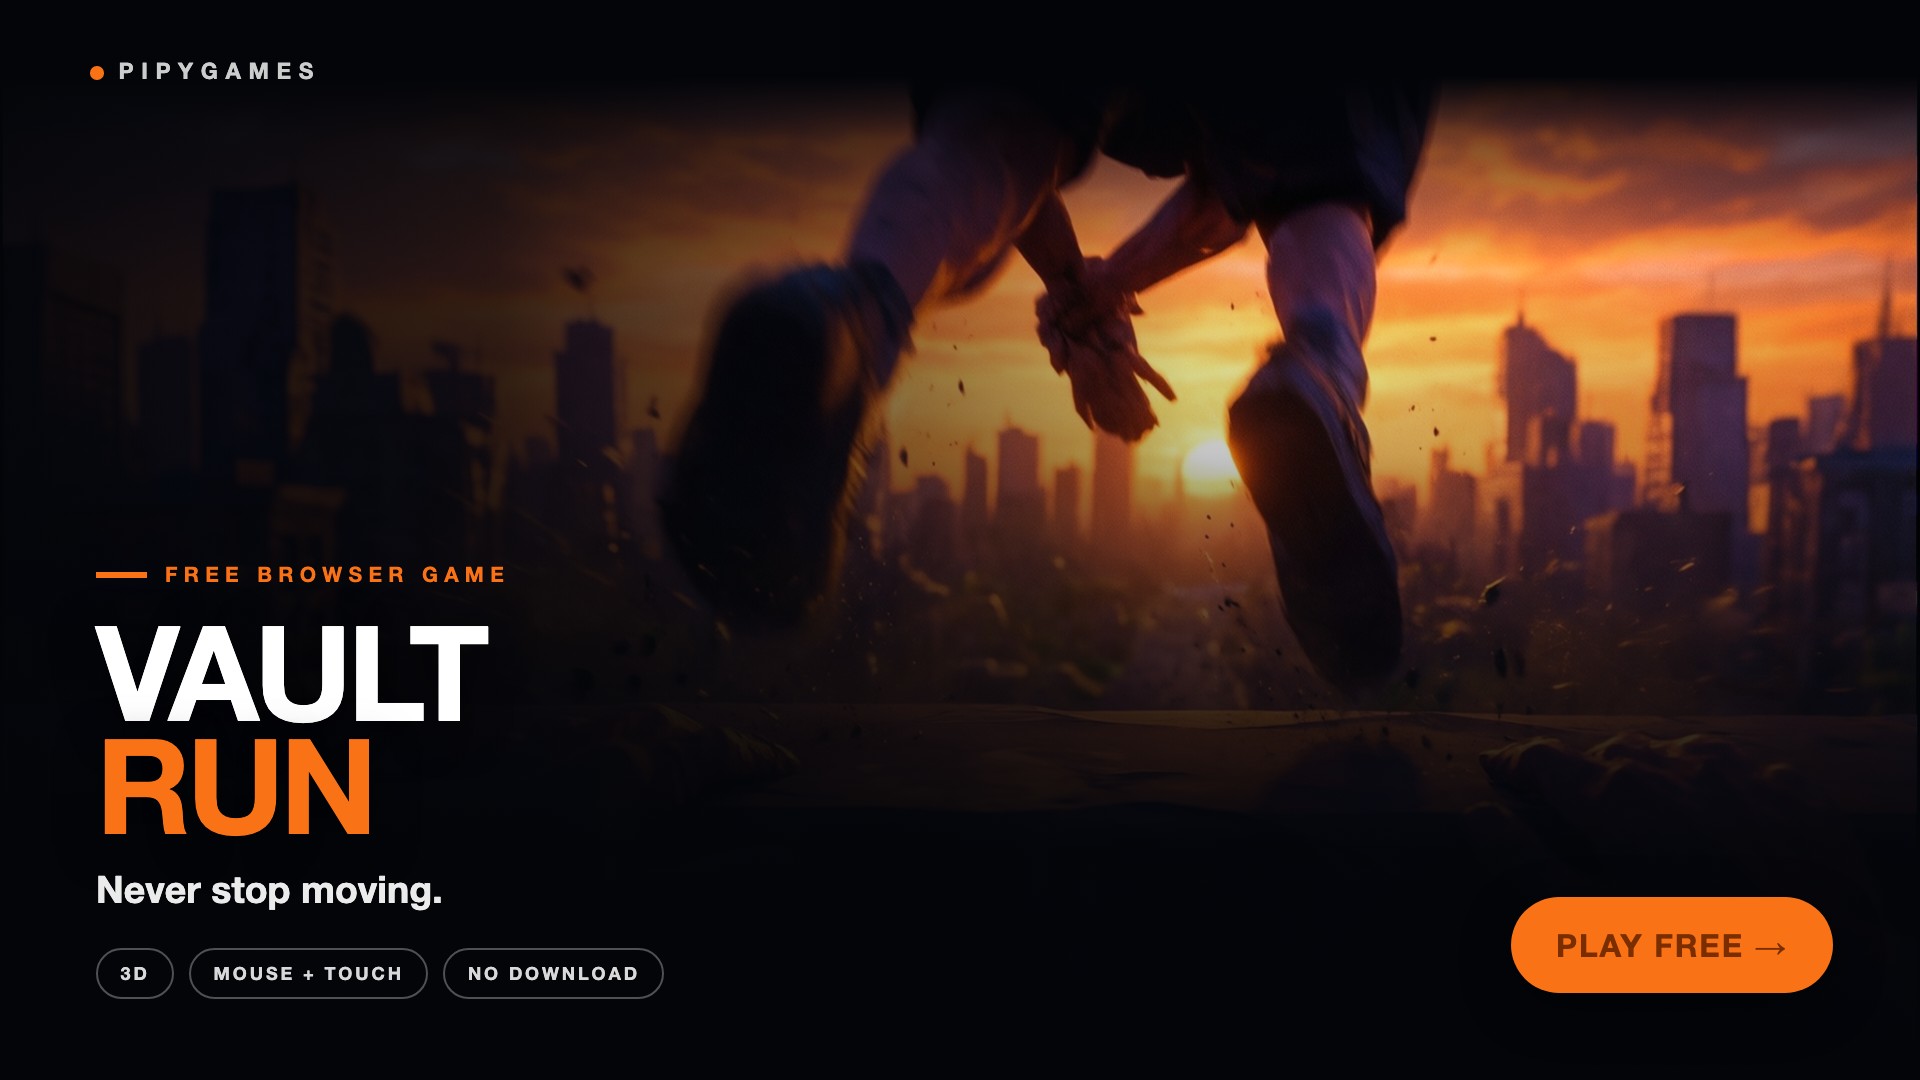 PIPYGAMES
FREE BROWSER GAME
VAULT
RUN
Never stop moving.
3D
MOUSE + TOUCH
NO DOWNLOAD
PLAY FREE →